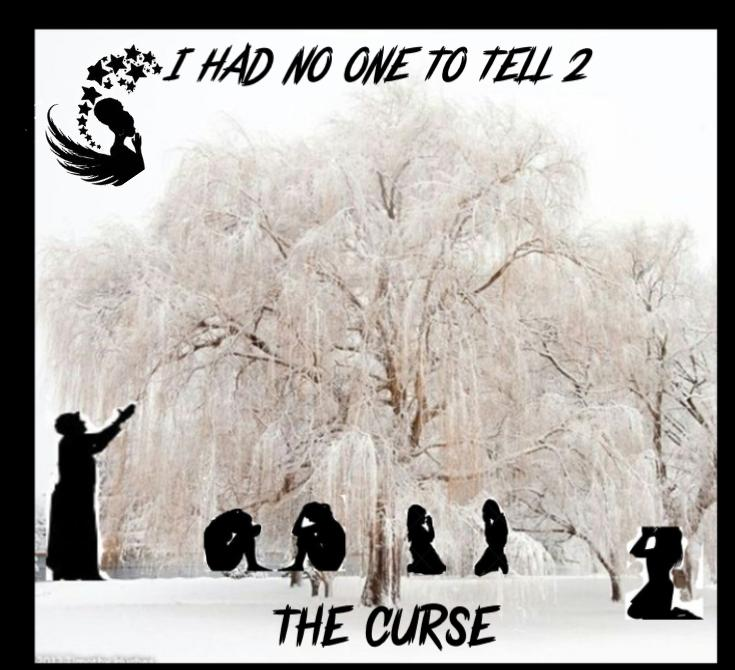 I HAD NO ONE TO TELL 2
THE CURSE